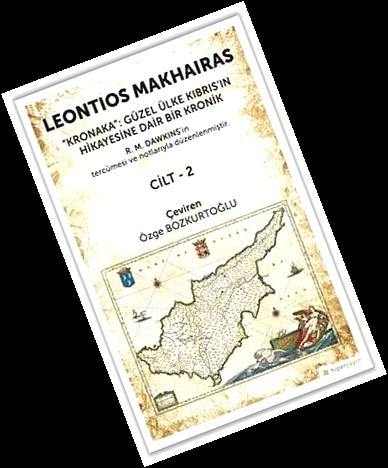 LEONTIOS MAKHAIRAS
"KRONAKA": GÜZEL ÜLKE KIBRIS'IN
HİKAYESİNE DAİR BİR KRONİK
R. M. DAWKINS'in
tercümesi ve notlarıyla düzenlenmiştir.
CİLT - 2
Çeviren
Özge BOZKURTOĞLU
hiperyayın